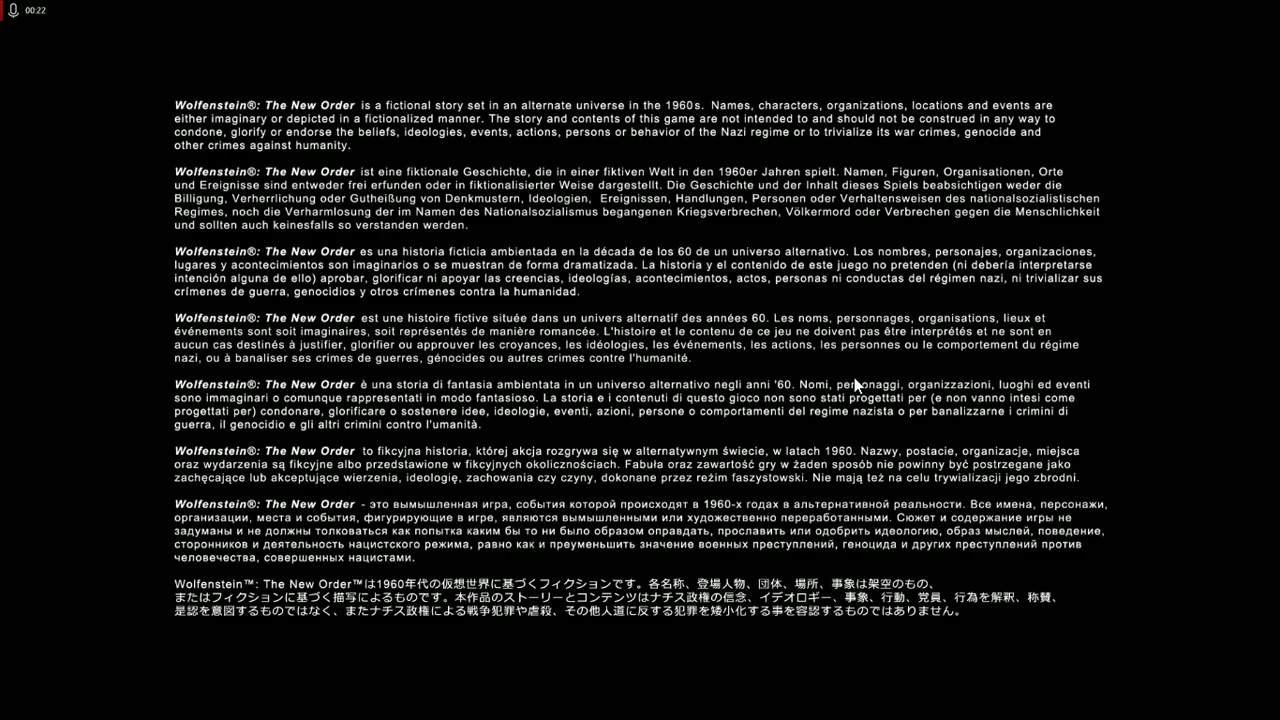 00:22
Wolfenstein®: The New Order is a fictional story set in an alternate universe in the 1960s. Names, characters, organizations, locations and events are
either imaginary or depicted in a fictionalized manner. The story and contents of this game are not intended to and should not be construed in any way to
condone, glorify or endorse the beliefs, ideologies, events, actions, persons or behavior of the Nazi regime or to trivialize its war crimes, genocide and
other crimes against humanity.
Wolfenstein®: The New Order ist eine fiktionale Geschichte, die in einer fiktiven Welt in den 1960er Jahren spielt. Namen, Figuren, Organisationen, Orte
und Ereignisse sind entweder frei erfunden oder in fiktionalisierter Weise dargestellt. Die Geschichte und der Inhalt dieses Spiels beabsichtigen weder die
Billigung, Verherrlichung oder Gutheißung von Denkmustern, Ideologien, Ereignissen, Handlungen, Personen oder Verhaltensweisen des nationalsozialistischen
Regimes, noch die Verharmlosung der im Namen des Nationalsozialismus begangenen Kriegsverbrechen, Völkermord oder Verbrechen gegen die Menschlichkeit
und sollten auch keinesfalls so verstanden werden.
Wolfenstein®: The New Order es una historia ficticia ambientada en la década de los 60 de un universo alternativo. Los nombres, personajes, organizaciones,
lugares y acontecimientos son imaginarios o se muestran de forma dramatizada. La historia y el contenido de este juego no pretenden (ni debería interpretarse
intención alguna de ello) aprobar, glorificar ni apoyar las creencias, ideologías, acontecimientos, actos, personas ni conductas del régimen nazi, ni trivializar sus
crímenes de guerra, genocidios y otros crímenes contra la humanidad.
Wolfenstein®: The New Order est une histoire fictive située dans un univers alternatif des années 60. Les noms, personnages, organisations, lieux et
événements sont soit imaginaires, soit représentés de manière romancée. L'histoire et le contenu de ce jeu ne doivent pas être interprétés et ne sont en
aucun cas destinés à justifier, glorifier ou approuver les croyances, les idéologies, les événements, les actions, les personnes ou le comportement du régime
nazi, ou à banaliser ses crimes de guerres, génocides ou autres crimes contre l'humanité.
Wolfenstein®: The New Order è una storia di fantasia ambientata in un universo alternativo negli anni '60. Nomi, personaggi, organizzazioni, luoghi ed eventi
sono immaginari o comunque rappresentati in modo fantasioso. La storia e i contenuti di questo gioco non sono stati progettati per (e non vanno intesi come
progettati per) condonare, glorificare o sostenere idee, ideologie, eventi, azioni, persone o comportamenti del regime nazista o per banalizzarne i crimini di
guerra, il genocidio e gli altri crimini contro l'umanità.
Wolfenstein®: The New Order to fikcyjna historia, której akcja rozgrywa się w alternatywnym świecie, w latach 1960. Nazwy, postacie, organizacje, miejsca
oraz wydarzenia są fikcyjne albo przedstawione w fikcyjnych okolicznościach. Fabuła oraz zawartość gry w żaden sposób nie powinny być postrzegane jako
zachęcające lub akceptujące wierzenia, ideologię, zachowania czy czyny, dokonane przez reżim faszystowski. Nie mają też na celu trywializacji jego zbrodni.
Wolfenstein®: The New Order - это вымышленная игра, события которой происходят в 1960-х годах в альтернативной реальности. Все имена, персонажи,
организации, места и события, фигурирующие в игре, являются вымышленными или художественно переработанными. Сюжет и содержание игры не
задуманы и не должны толковаться как попытка каким бы то ни было образом оправдать, прославить или одобрить идеологию, образ мыслей, поведение,
сторонников и деятельность нацистского режима, равно как и преуменьшить значение военных преступлений, геноцида и других преступлений против
человечества, совершенных нацистами.
Wolfenstein™: The New Order™は1960年代の仮想世界に基づくフィクションです。各名称、登場人物、団体、場所、事象は架空のもの、
またはフィクションに基づく描写によるものです。本作品のストーリーとコンテンツはナチス政権の信念、イデオロギー、事象、行動、党員、行為を解釈、称賛、
是認を意図するものではなく、またナチス政権による戦争犯罪や虐殺、その他人道に反する犯罪を矮小化する事を容認するものではありません。